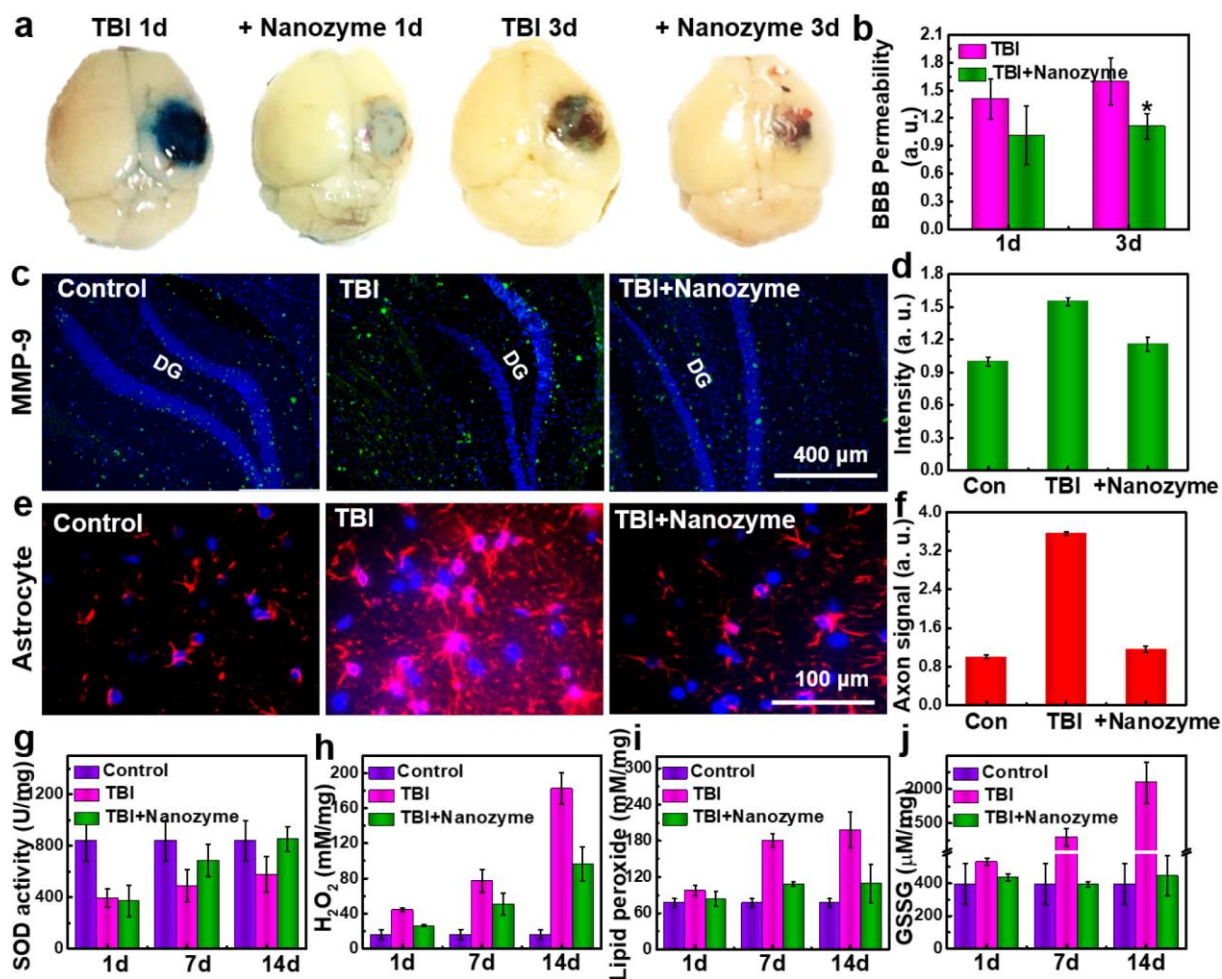 a
TBI 1d
+ Nanozyme 1d
TBI 3d
+ Nanozyme 3d
b
BBB Permeability
(a. u.)
2.1
1.8
1.5
1.2
0.9
0.6
0.3
0.0
TBI
TBI+Nanozyme
*
1d
3d
c
MMP-9
Control
DG
TBI
DG
TBI+Nanozyme
DG
400 µm
d
Intensity (a. u.)
1.8
1.5
1.2
0.9
0.6
0.3
0.0
Con
TBI
+Nanozyme
e
Astrocyte
Control
TBI
TBI+Nanozyme
100 µm
f
Axon signal (a. u.)
4.0
3.2
2.4
1.6
0.8
0.0
Con
TBI
+Nanozyme
g
SOD activity (U/mg)
1200
800
400
0
Control
TBI
TBI+Nanozyme
1d
7d
14d
h
H2O2 (mM/mg)
200
160
120
80
40
0
Control
TBI
TBI+Nanozyme
1d
7d
14d
i
Lipid peroxide (mM/mg)
300
240
180
120
60
0
Control
TBI
TBI+Nanozyme
1d
7d
14d
j
GSSG (µM/mg)
2000
1500
400
200
0
Control
TBI
TBI+Nanozyme
1d
7d
14d